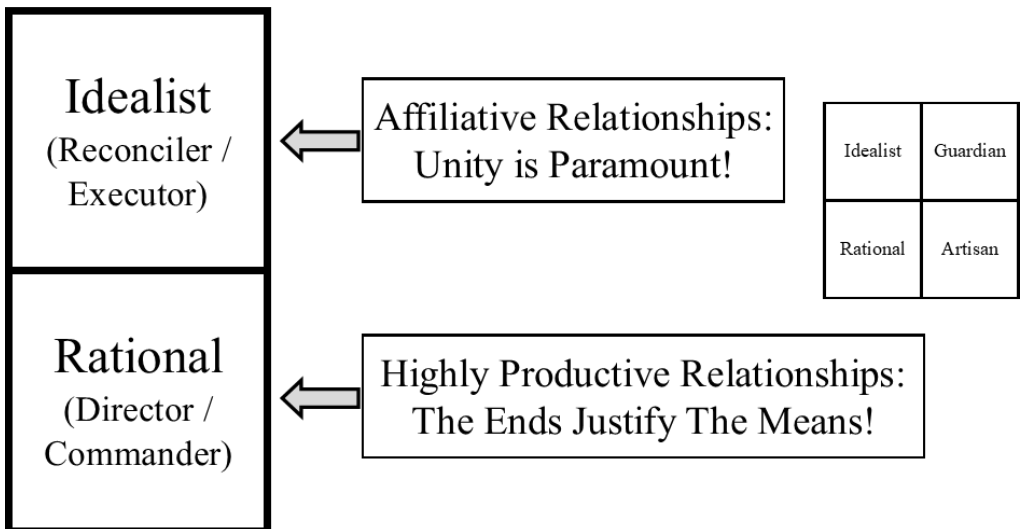 Idealist
(Reconciler /
Executor)
Affiliative Relationships:
Unity is Paramount!
Idealist
Guardian
Rational
Artisan
Rational
(Director /
Commander)
Highly Productive Relationships:
The Ends Justify The Means!